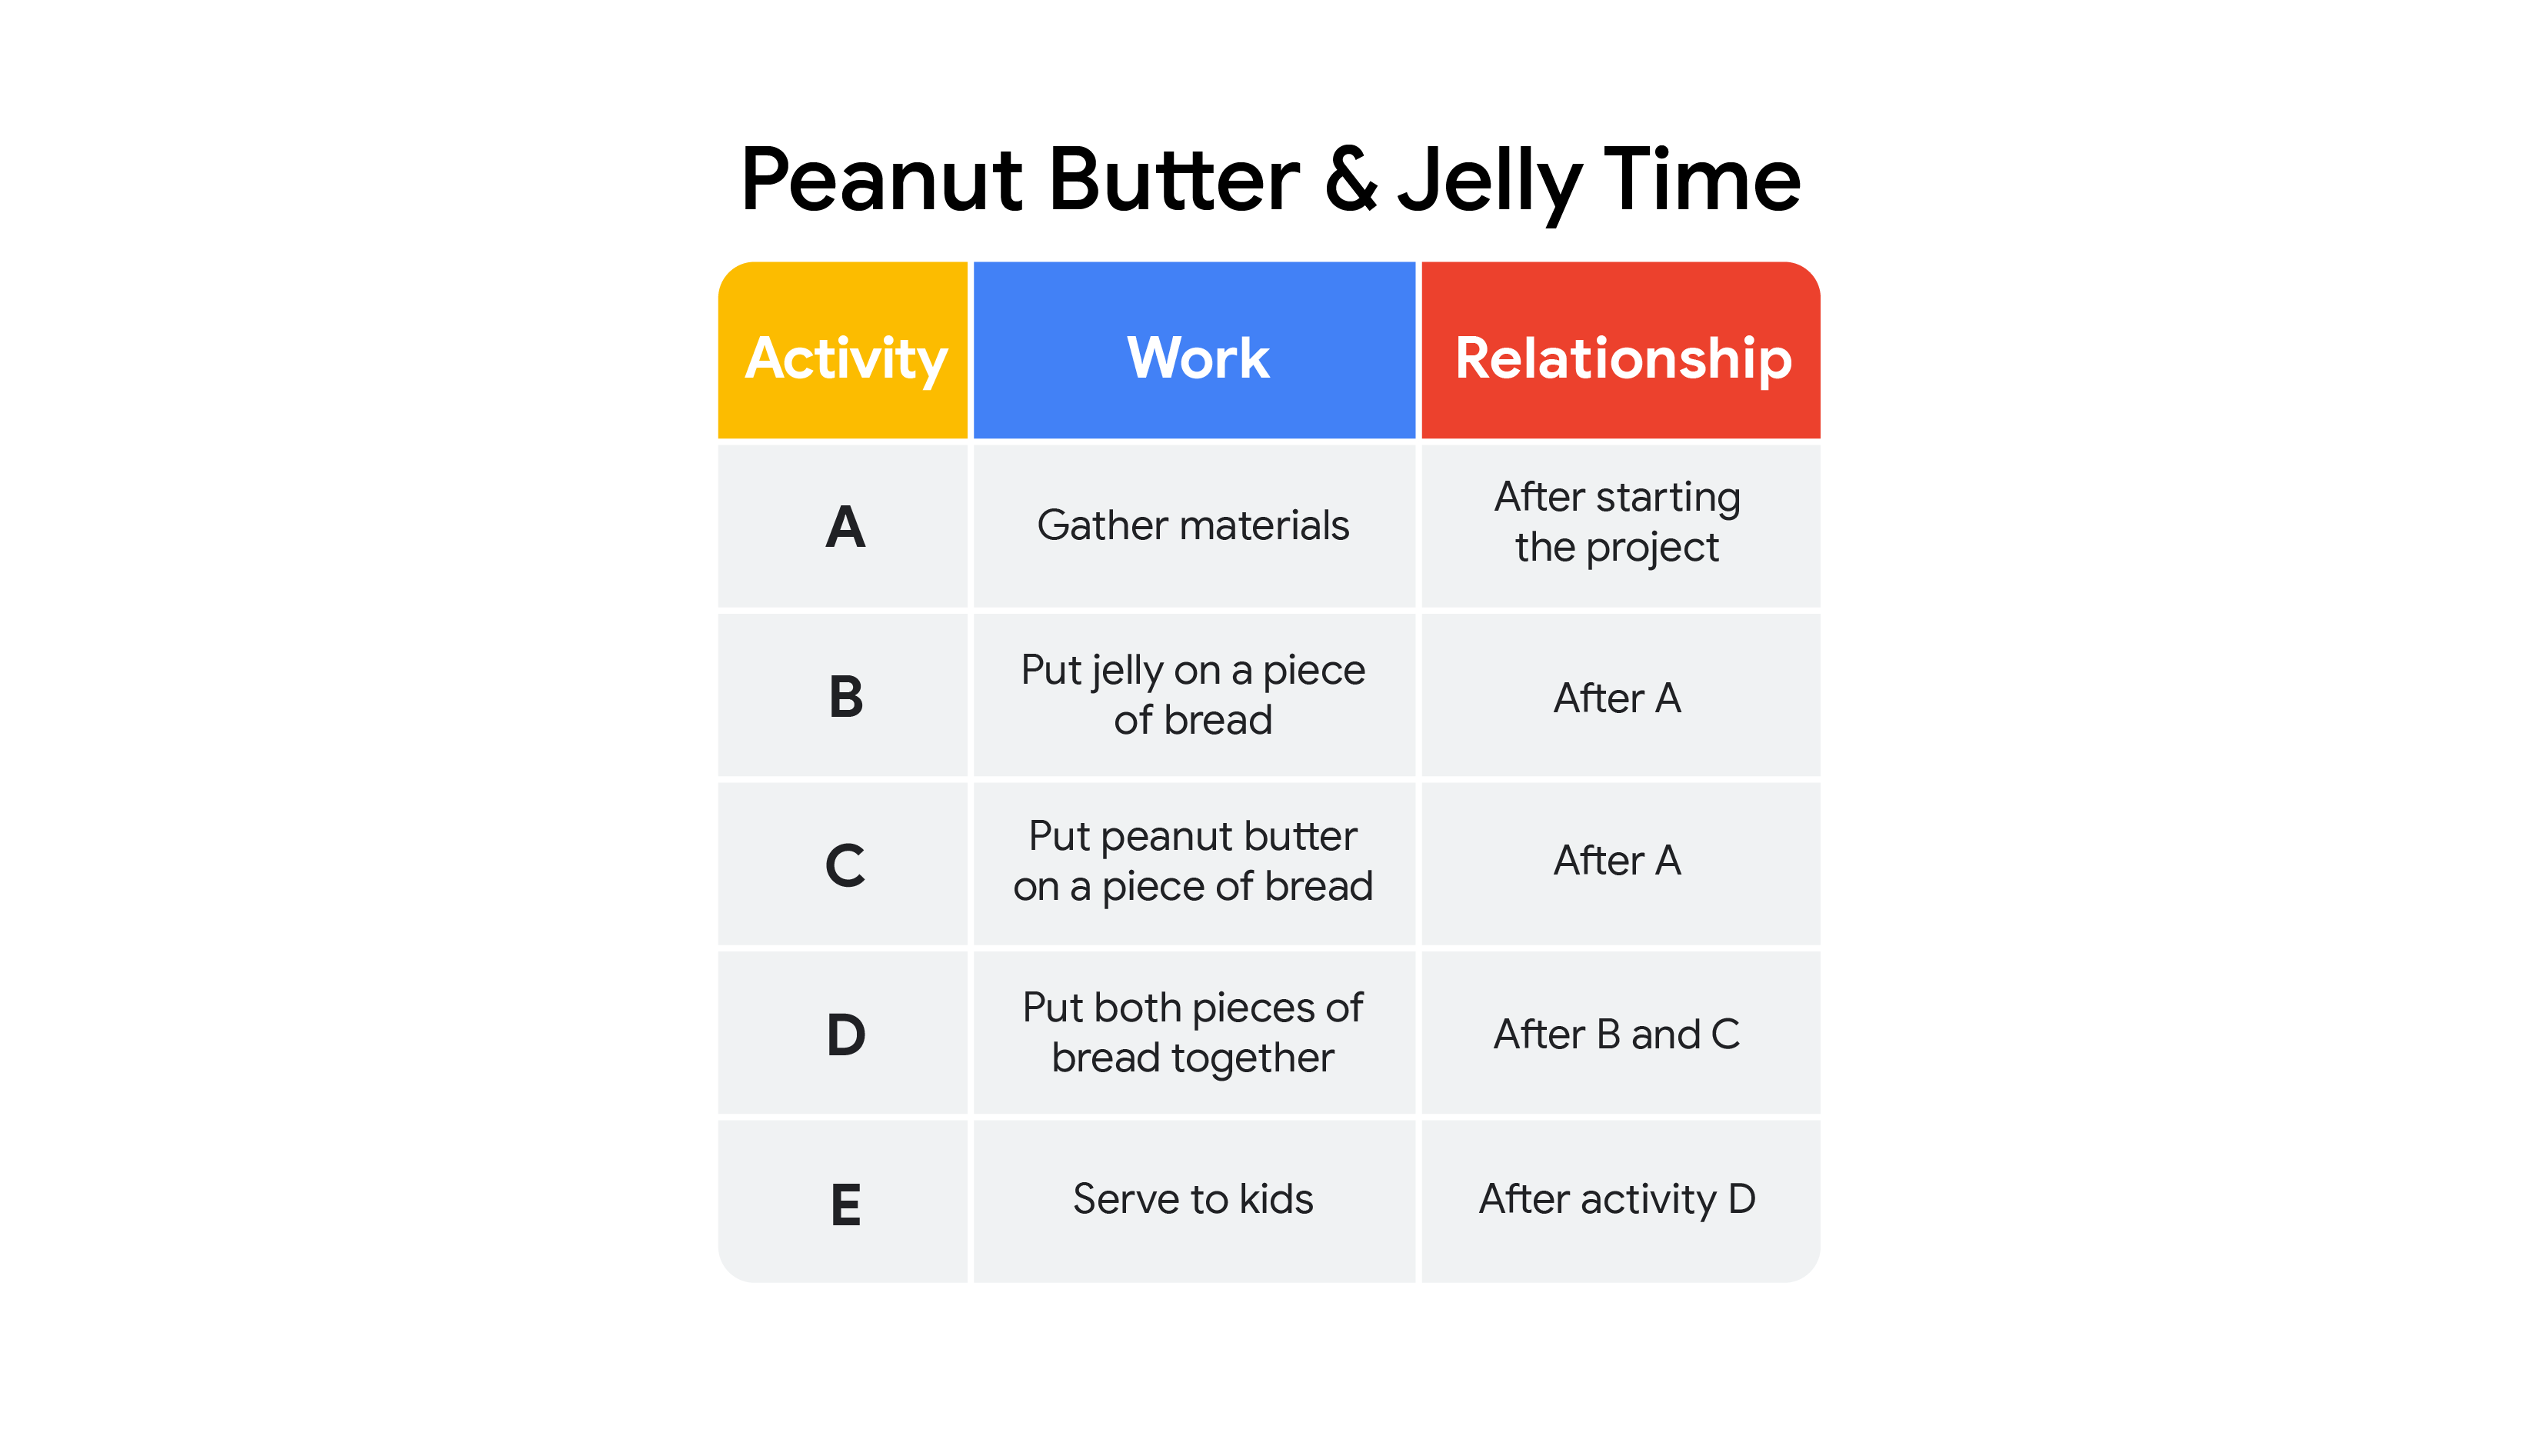 Peanut Butter & Jelly Time
Activity
Work
Relationship
A
Gather materials
After starting
the project
B
Put jelly on a piece
of bread
After A
C
Put peanut butter
on a piece of bread
After A
D
Put both pieces of
bread together
After B and C
E
Serve to kids
After activity D